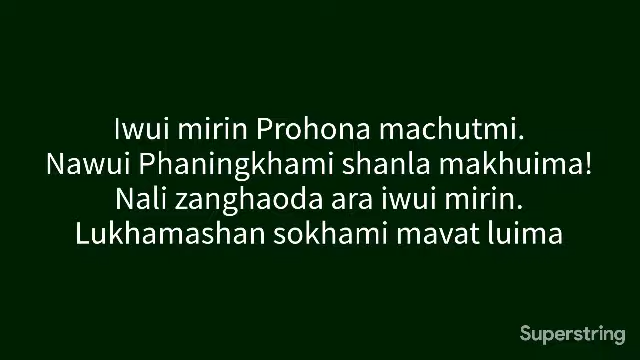 Iwui mirin Prohona machutmi.
Nawui Phaningkhami shanla makhuima!
Nali zanghaoda ara iwui mirin.
Lukhamashan sokhami mavat luima
Superstring